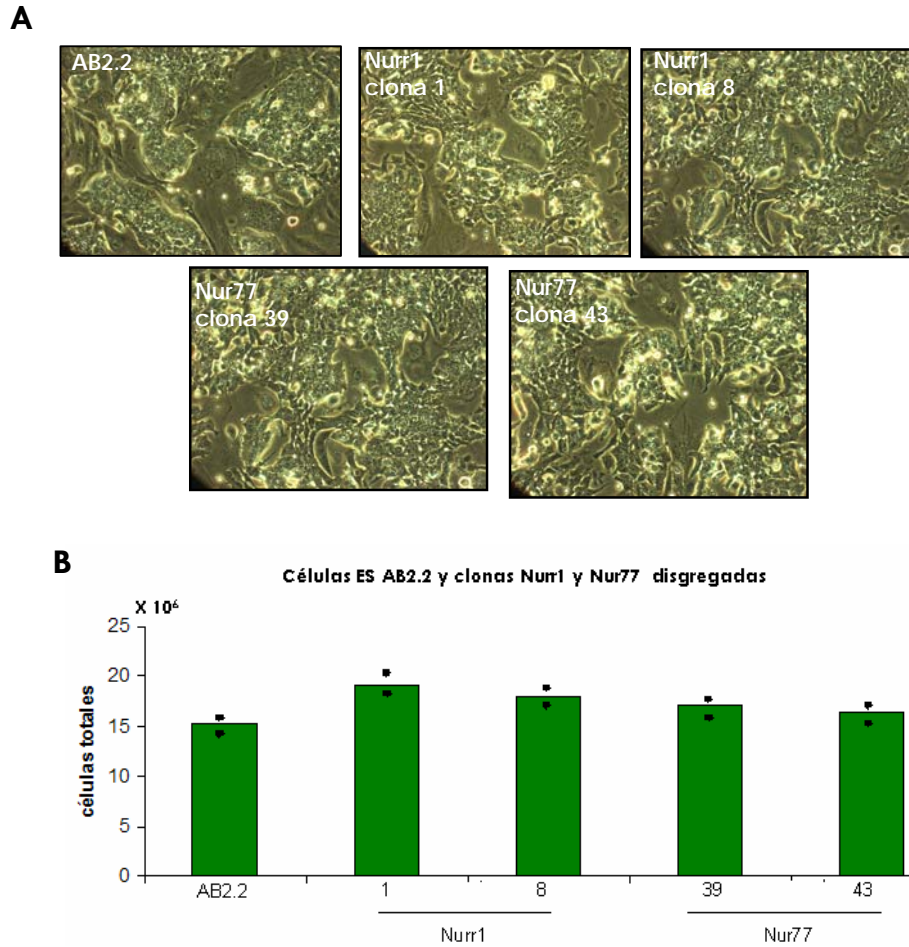 A
AB2.2
Nurr1
clona 1
Nurr1
clona 8
Nur77
clona 39
Nur77
clona 43
B
Células ES AB2.2 y clonas Nurr1 y Nur77 disgregadas
X 10⁶
25
20
15
10
5
0
células totales
AB2.2
1
8
39
43
Nurr1
Nur77